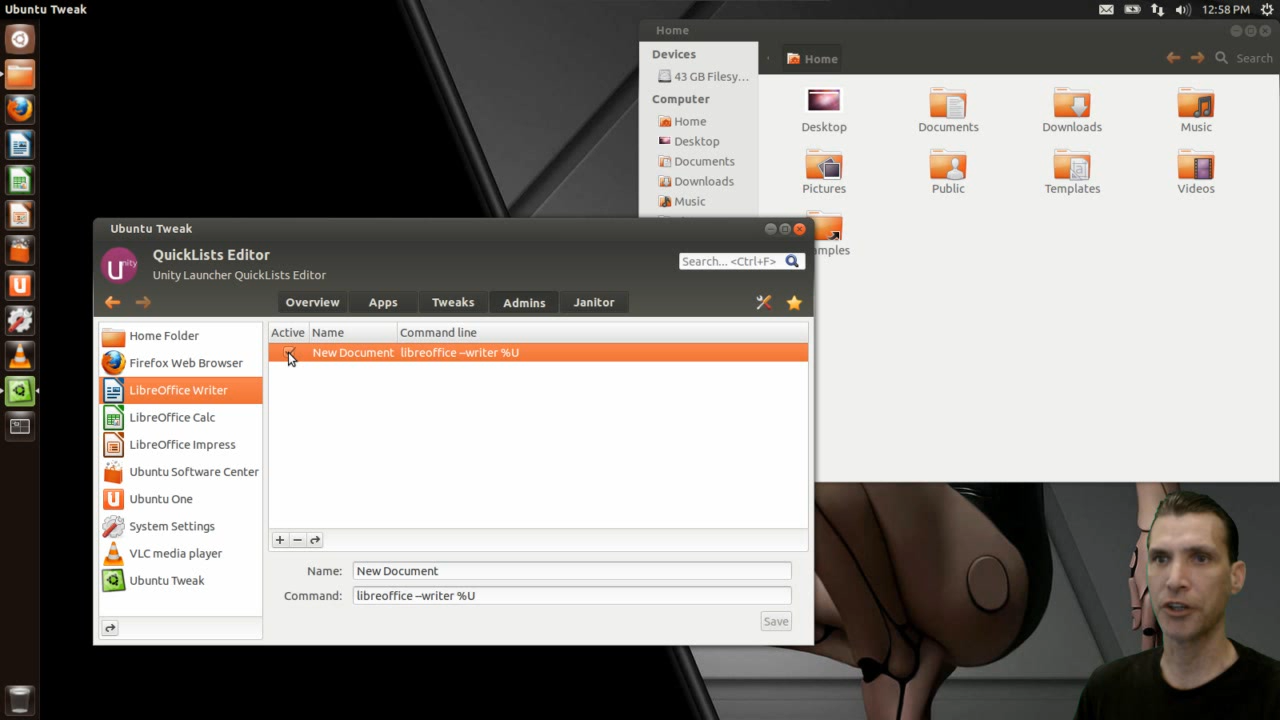 Ubuntu Tweak
12:58 PM
Home
Devices
43 GB Filesy...
Computer
Home
Desktop
Documents
Downloads
Music
Home
Search
Desktop
Documents
Downloads
Music
Pictures
Public
Templates
Videos
amples
Ubuntu Tweak
unity
QuickLists Editor
Unity Launcher QuickLists Editor
Search... <Ctrl+F>
Overview
Apps
Tweaks
Admins
Janitor
Home Folder
Firefox Web Browser
LibreOffice Writer
LibreOffice Calc
LibreOffice Impress
Ubuntu Software Center
Ubuntu One
System Settings
VLC media player
Ubuntu Tweak
Active Name Command line
New Document libreoffice --writer %U
Name: New Document
Command: libreoffice --writer %U
Save